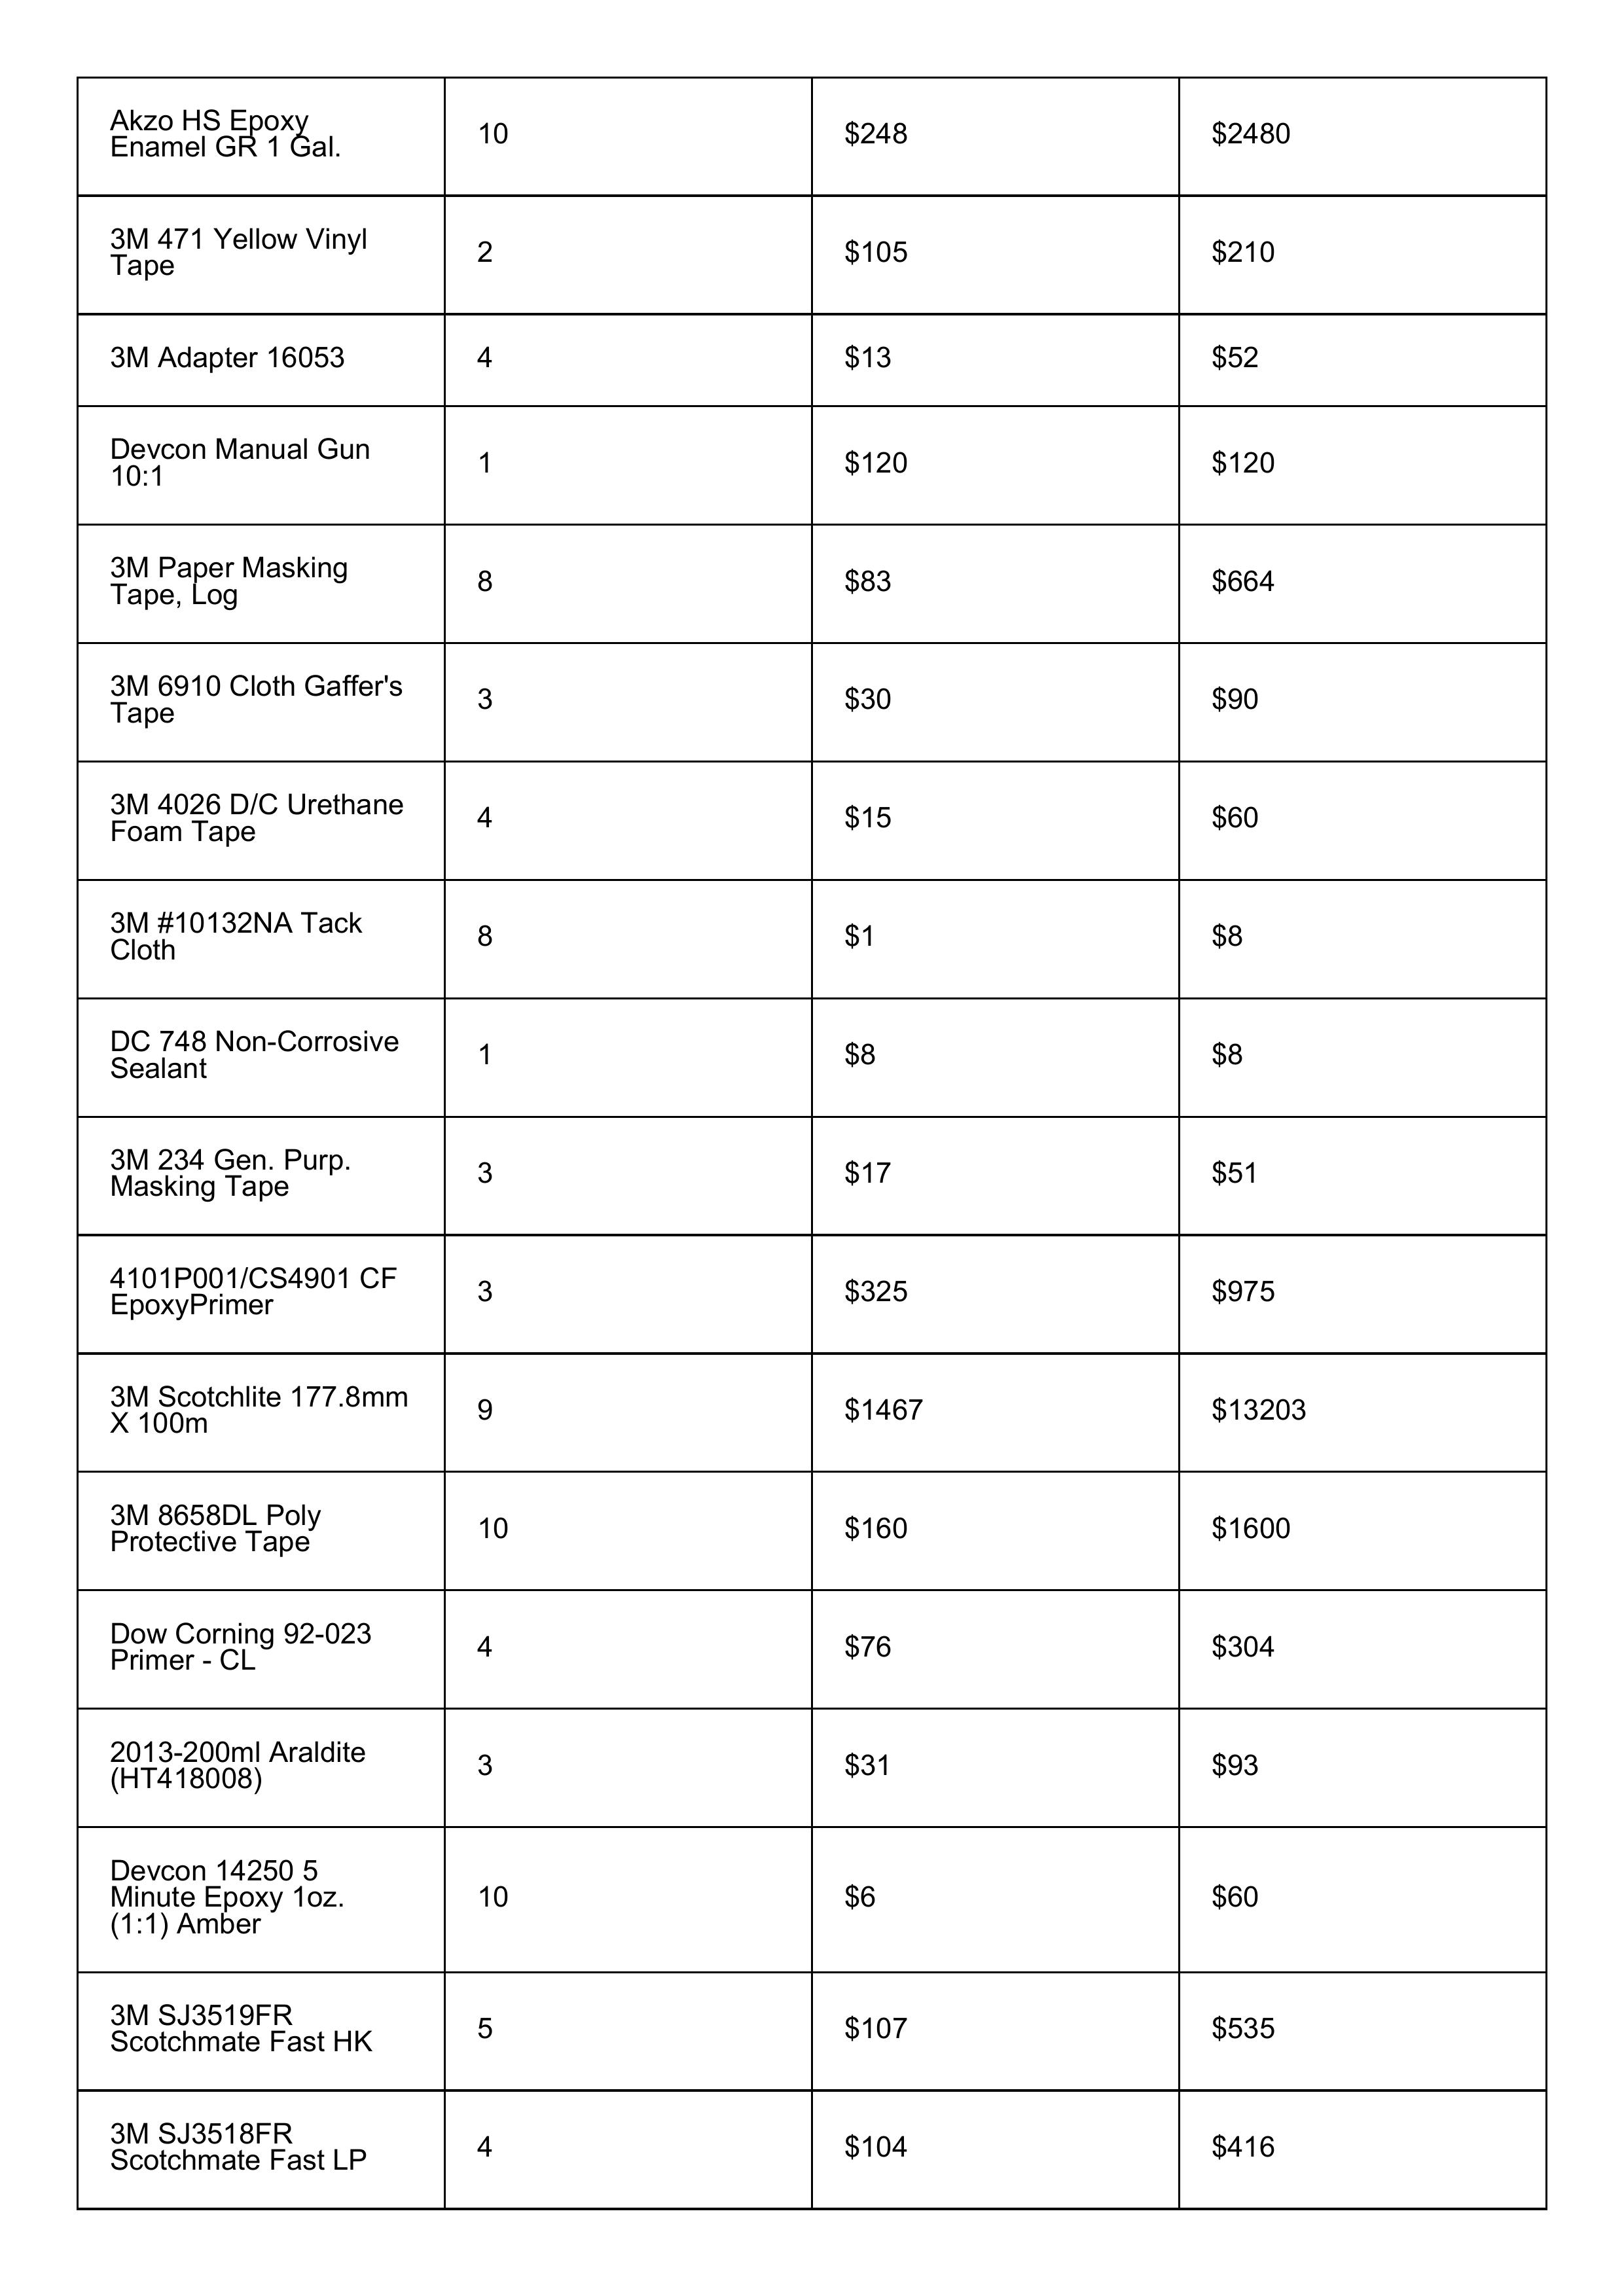 Akzo HS Epoxy
Enamel GR 1 Gal.
10
$248
$2480
3M 471 Yellow Vinyl
Tape
2
$105
$210
3M Adapter 16053
4
$13
$52
Devcon Manual Gun
10:1
1
$120
$120
3M Paper Masking
Tape, Log
8
$83
$664
3M 6910 Cloth Gaffer's
Tape
3
$30
$90
3M 4026 D/C Urethane
Foam Tape
4
$15
$60
3M #10132NA Tack
Cloth
8
$1
$8
DC 748 Non-Corrosive
Sealant
1
$8
$8
3M 234 Gen. Purp.
Masking Tape
3
$17
$51
4101P001/CS4901 CF
EpoxyPrimer
3
$325
$975
3M Scotchlite 177.8mm
X 100m
9
$1467
$13203
3M 8658DL Poly
Protective Tape
10
$160
$1600
Dow Corning 92-023
Primer - CL
4
$76
$304
2013-200ml Araldite
(HT418008)
3
$31
$93
Devcon 14250 5
Minute Epoxy 1oz.
(1:1) Amber
10
$6
$60
3M SJ3519FR
Scotchmate Fast HK
5
$107
$535
3M SJ3518FR
Scotchmate Fast LP
4
$104
$416